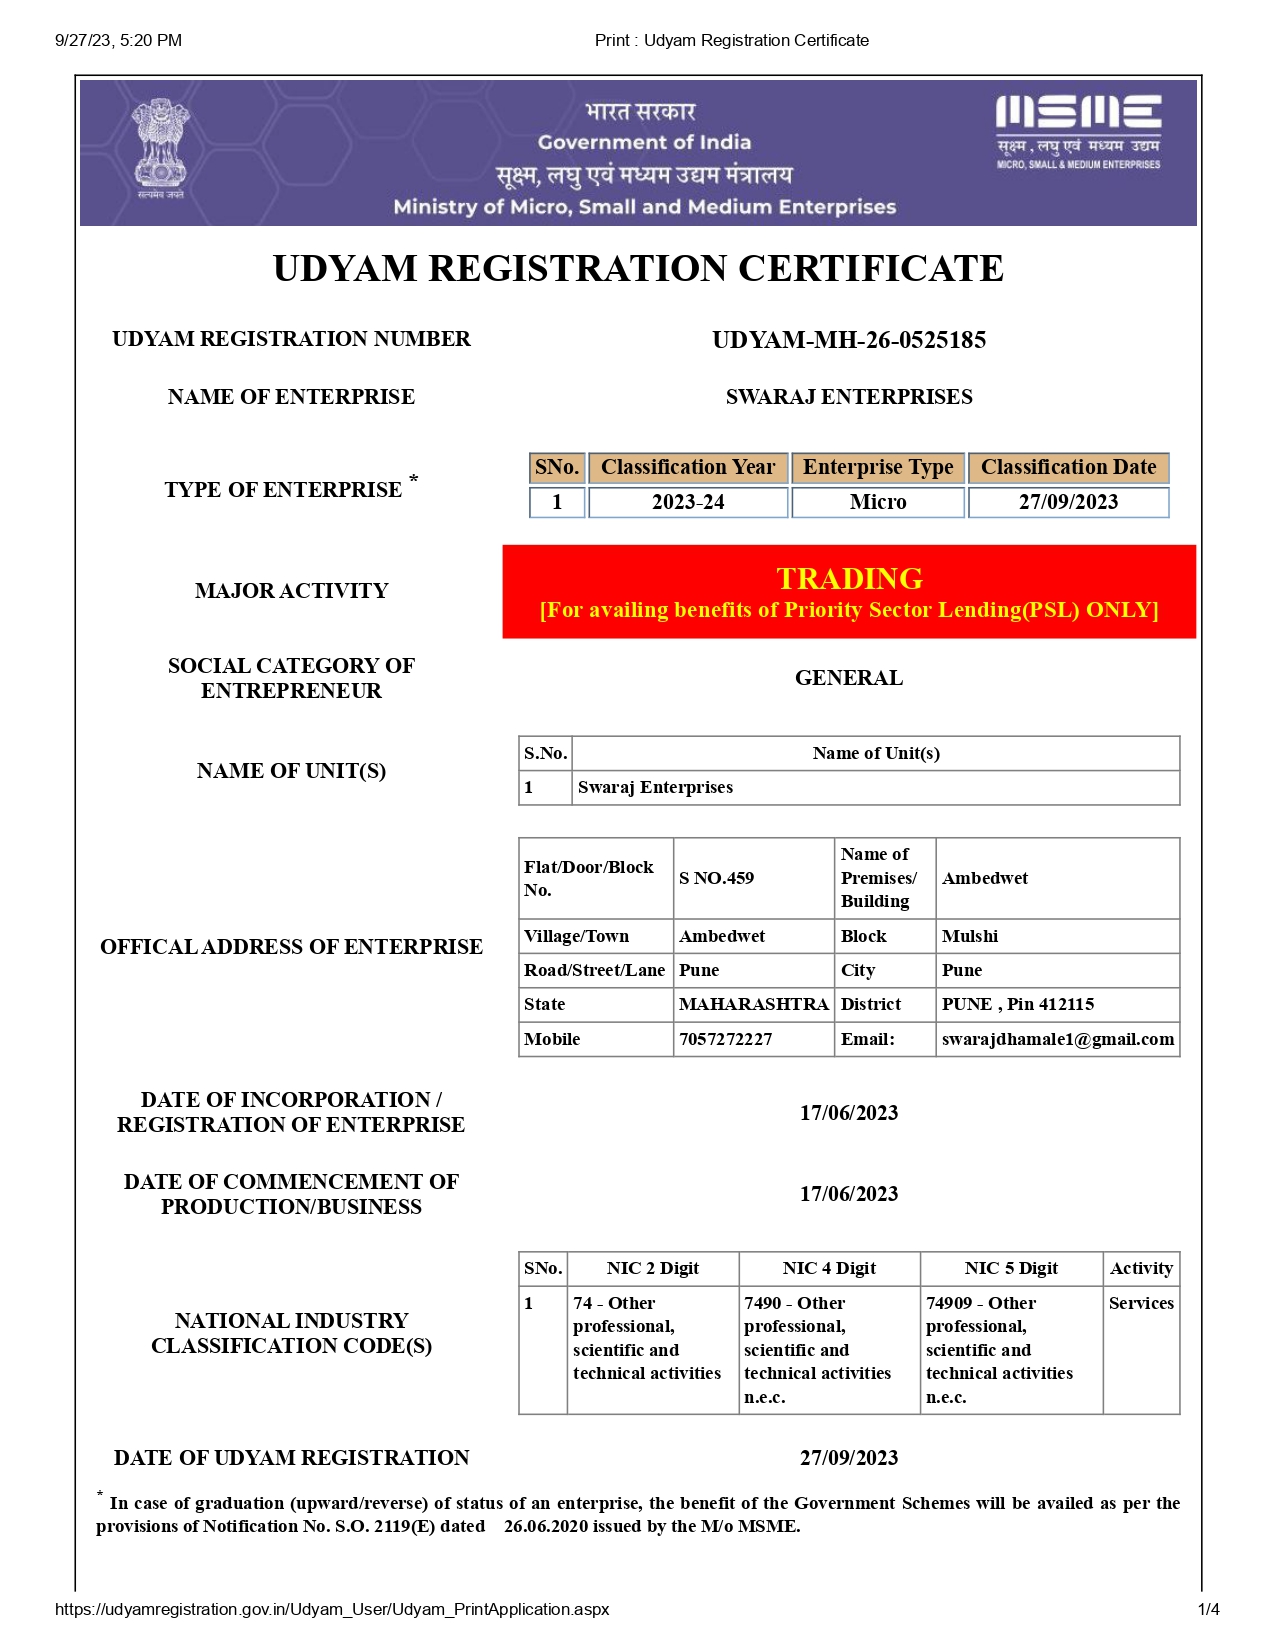 9/27/23, 5:20 PM
Print : Udyam Registration Certificate
भारत सरकार
Government of India
सूक्ष्म, लघु एवं मध्यम उद्यम मंत्रालय
Ministry of Micro, Small and Medium Enterprises
सत्यमेव जयते
MSME
सूक्ष्म , लघु एवं मध्यम उद्यम
MICRO, SMALL & MEDIUM ENTERPRISES
UDYAM REGISTRATION CERTIFICATE
UDYAM REGISTRATION NUMBER
UDYAM-MH-26-0525185
NAME OF ENTERPRISE
SWARAJ ENTERPRISES
TYPE OF ENTERPRISE *
SNo. Classification Year Enterprise Type Classification Date
1 2023-24 Micro 27/09/2023
MAJOR ACTIVITY
TRADING
[For availing benefits of Priority Sector Lending(PSL) ONLY]
SOCIAL CATEGORY OF
ENTREPRENEUR
GENERAL
NAME OF UNIT(S)
S.No. Name of Unit(s)
1 Swaraj Enterprises
OFFICAL ADDRESS OF ENTERPRISE
Flat/Door/Block
No.
S NO.459
Name of
Premises/
Building
Ambedwet
Village/Town Ambedwet Block Mulshi
Road/Street/Lane Pune City Pune
State MAHARASHTRA District PUNE , Pin 412115
Mobile 7057272227 Email: swarajdhamale1@gmail.com
DATE OF INCORPORATION /
REGISTRATION OF ENTERPRISE
17/06/2023
DATE OF COMMENCEMENT OF
PRODUCTION/BUSINESS
17/06/2023
NATIONAL INDUSTRY
CLASSIFICATION CODE(S)
SNo. NIC 2 Digit NIC 4 Digit NIC 5 Digit Activity
1
74 - Other
professional,
scientific and
technical activities
7490 - Other
professional,
scientific and
technical activities
n.e.c.
74909 - Other
professional,
scientific and
technical activities
n.e.c.
Services
DATE OF UDYAM REGISTRATION
27/09/2023
* In case of graduation (upward/reverse) of status of an enterprise, the benefit of the Government Schemes will be availed as per the
provisions of Notification No. S.O. 2119(E) dated 26.06.2020 issued by the M/o MSME.
https://udyamregistration.gov.in/Udyam_User/Udyam_PrintApplication.aspx
1/4